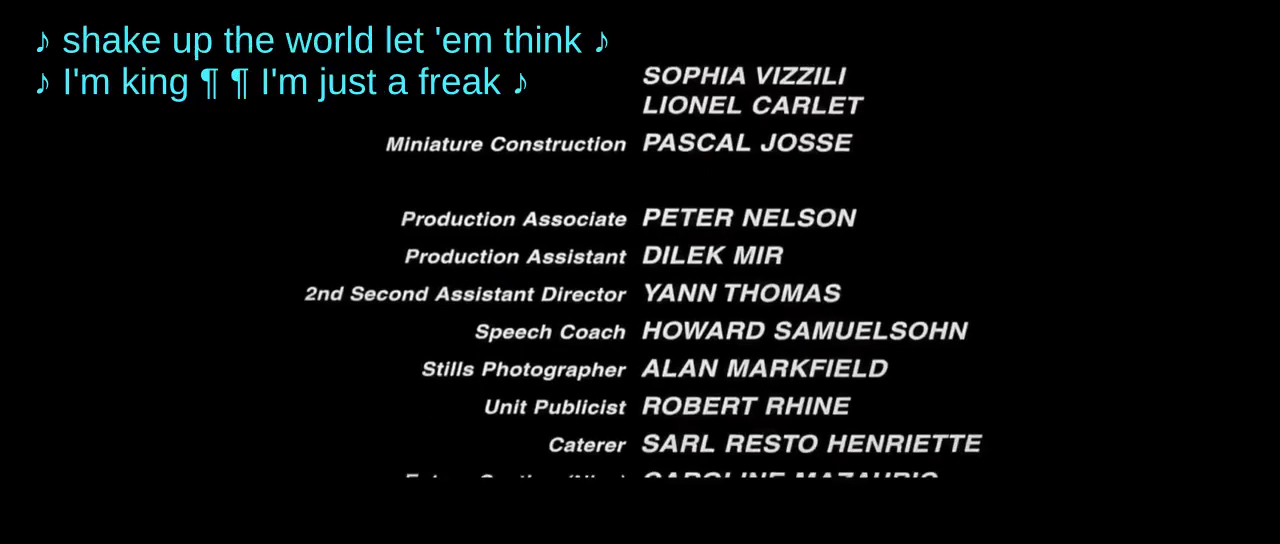 ♪ shake up the world let 'em think ♪
♪ I'm king ¶ ¶ I'm just a freak ♪
SOPHIA VIZZILI
LIONEL CARLET
Miniature Construction PASCAL JOSSE
Production Associate PETER NELSON
Production Assistant DILEK MIR
2nd Second Assistant Director YANN THOMAS
Speech Coach HOWARD SAMUELSOHN
Stills Photographer ALAN MARKFIELD
Unit Publicist ROBERT RHINE
Caterer SARL RESTO HENRIETTE